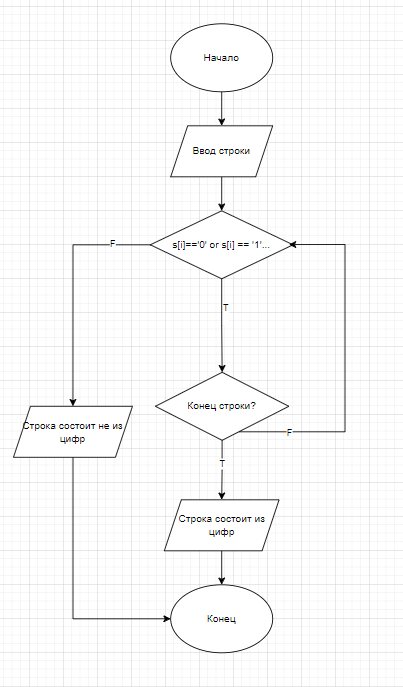 Начало
Ввод строки
s[i]=='0' or s[i] == '1'...
F
T
Конец строки?
Строка состоит не из
цифр
F
T
Строка состоит из
цифр
Конец